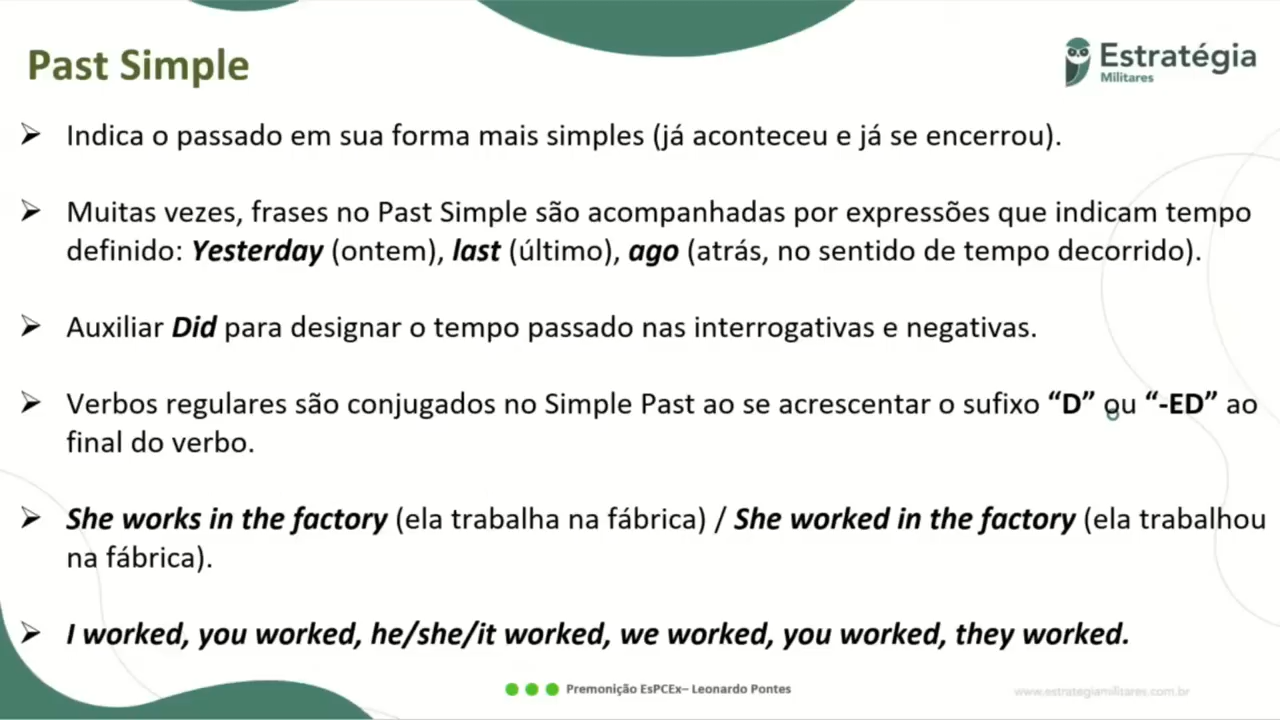 Past Simple
Estratégia
Militares
➢ Indica o passado em sua forma mais simples (já aconteceu e já se encerrou).
➢ Muitas vezes, frases no Past Simple são acompanhadas por expressões que indicam tempo
definido: Yesterday (ontem), last (último), ago (atrás, no sentido de tempo decorrido).
➢ Auxiliar Did para designar o tempo passado nas interrogativas e negativas.
➢ Verbos regulares são conjugados no Simple Past ao se acrescentar o sufixo “D” ou “-ED” ao
final do verbo.
➢ She works in the factory (ela trabalha na fábrica) / She worked in the factory (ela trabalhou
na fábrica).
➢ I worked, you worked, he/she/it worked, we worked, you worked, they worked.
Premonição EsPCEx– Leonardo Pontes
www.estrategiamilitares.com.br